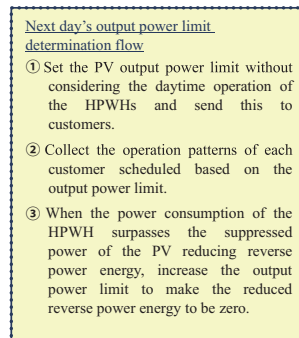 Next day's output power limit
determination flow
① Set the PV output power limit without
considering the daytime operation of
the HPWHs and send this to
customers.
② Collect the operation patterns of each
customer scheduled based on the
output power limit.
③ When the power consumption of the
HPWH surpasses the suppressed
power of the PV reducing reverse
power energy, increase the output
power limit to make the reduced
reverse power energy to be zero.